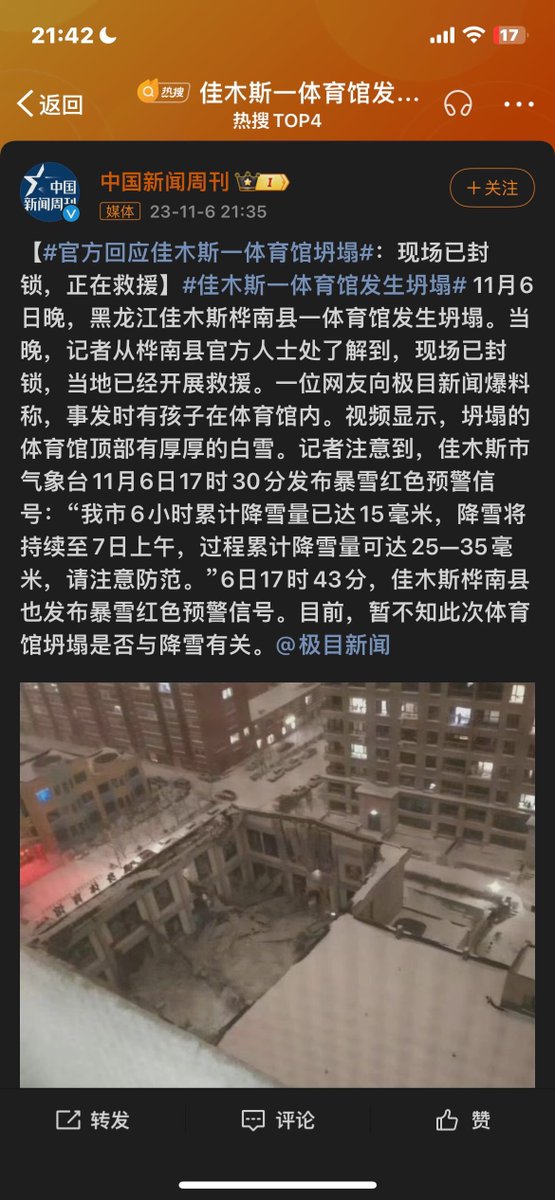 21:42
17
返回
热搜
佳木斯一体育馆发...
热搜 TOP4
中国
新闻周刊
中国新闻周刊
I
+关注
媒体 23-11-6 21:35
【#官方回应佳木斯一体育馆坍塌#：现场已封
锁，正在救援】#佳木斯一体育馆发生坍塌# 11月6
日晚，黑龙江佳木斯桦南县一体育馆发生坍塌。当
晚，记者从桦南县官方人士处了解到，现场已封
锁，当地已经开展救援。一位网友向极目新闻爆料
称，事发时有孩子在体育馆内。视频显示，坍塌的
体育馆顶部有厚厚的白雪。记者注意到，佳木斯市
气象台11月6日17时30分发布暴雪红色预警信
号：“我市6小时累计降雪量已达15毫米，降雪将
持续至7日上午，过程累计降雪量可达25—35毫
米，请注意防范。”6日17时43分，佳木斯桦南县
也发布暴雪红色预警信号。目前，暂不知此次体育
馆坍塌是否与降雪有关。@极目新闻
转发
评论
赞